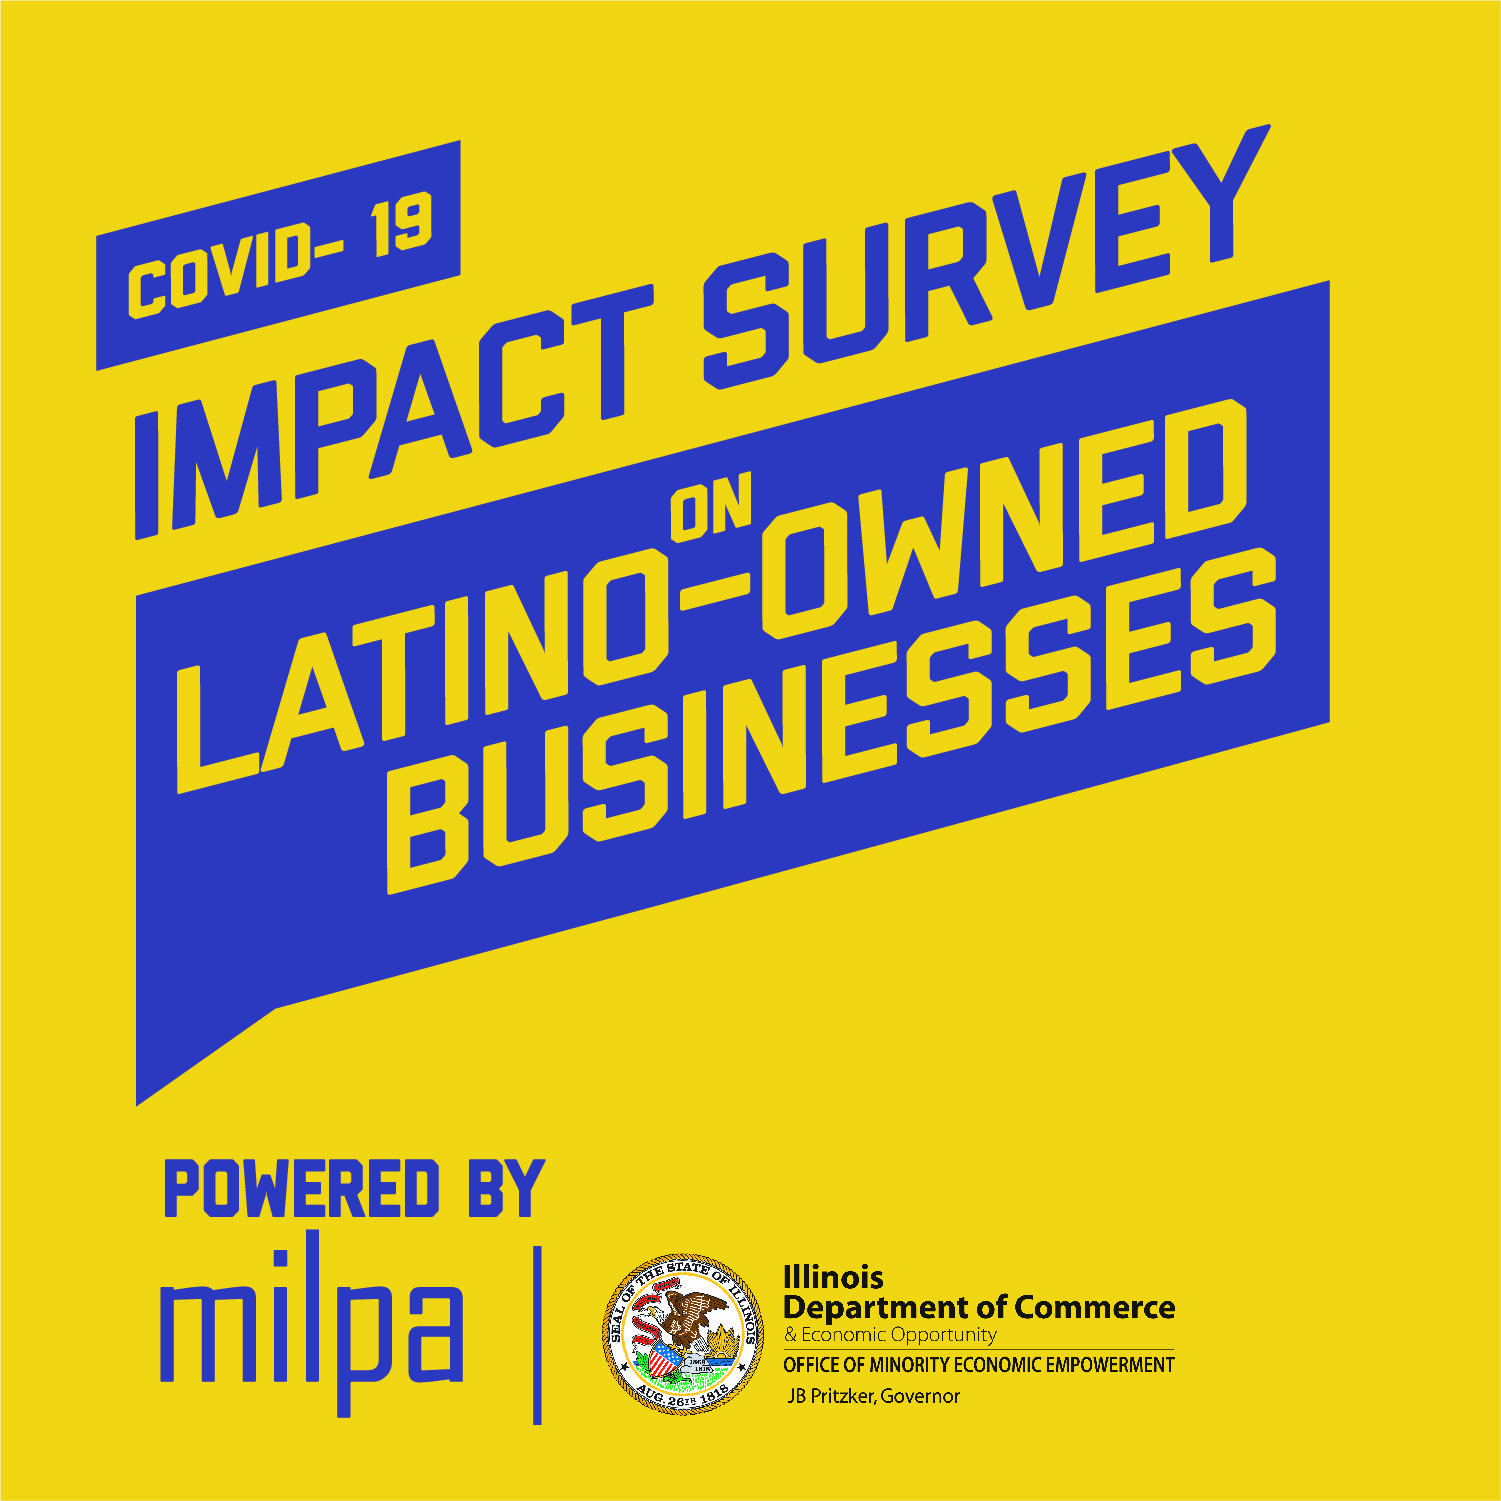 COVID- 19
IMPACT SURVEY
ON
LATINO-OWNED
BUSINESSES
POWERED BY
milpa
SEAL OF THE STATE OF ILLINOIS
AUG. 26TH 1818
Illinois
Department of Commerce
& Economic Opportunity
OFFICE OF MINORITY ECONOMIC EMPOWERMENT
JB Pritzker, Governor